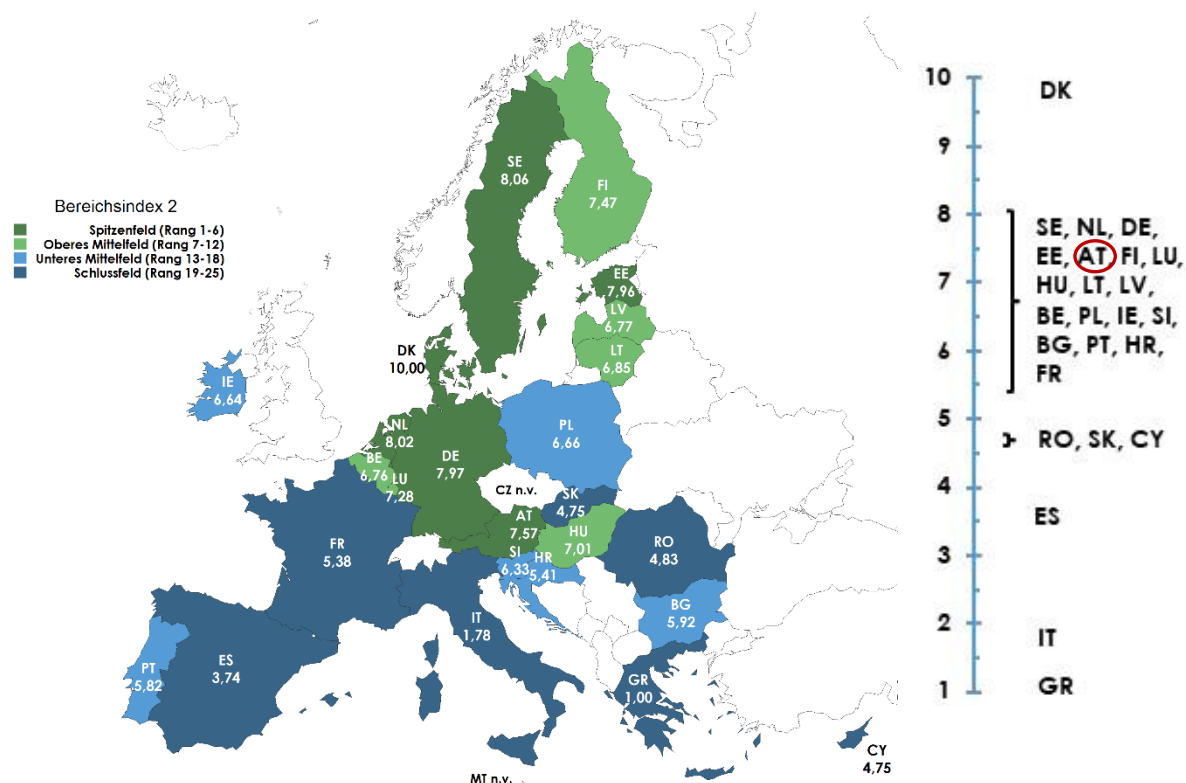 Bereichsindex 2
Spitzenfeld (Rang 1-6)
Oberes Mittelfeld (Rang 7-12)
Unteres Mittelfeld (Rang 13-18)
Schlussfeld (Rang 19-25)
SE
8,06
FI
7,47
EE
7,96
LV
6,77
LT
6,85
DK
10,00
IE
6,64
NL
8,02
BE
6,76
LU
7,28
DE
7,97
PL
6,66
CZ n.v.
SK
4,75
AT
7,57
HU
7,01
SI
6,33
HR
5,41
RO
4,83
BG
5,92
FR
5,38
IT
1,78
PT
5,82
ES
3,74
GR
1,00
CY
4,75
MT n.v.
10
9
8
7
6
5
4
3
2
1
DK
SE, NL, DE,
EE, AT, FI, LU,
HU, LT, LV,
BE, PL, IE, SI,
BG, PT, HR,
FR
RO, SK, CY
ES
IT
GR